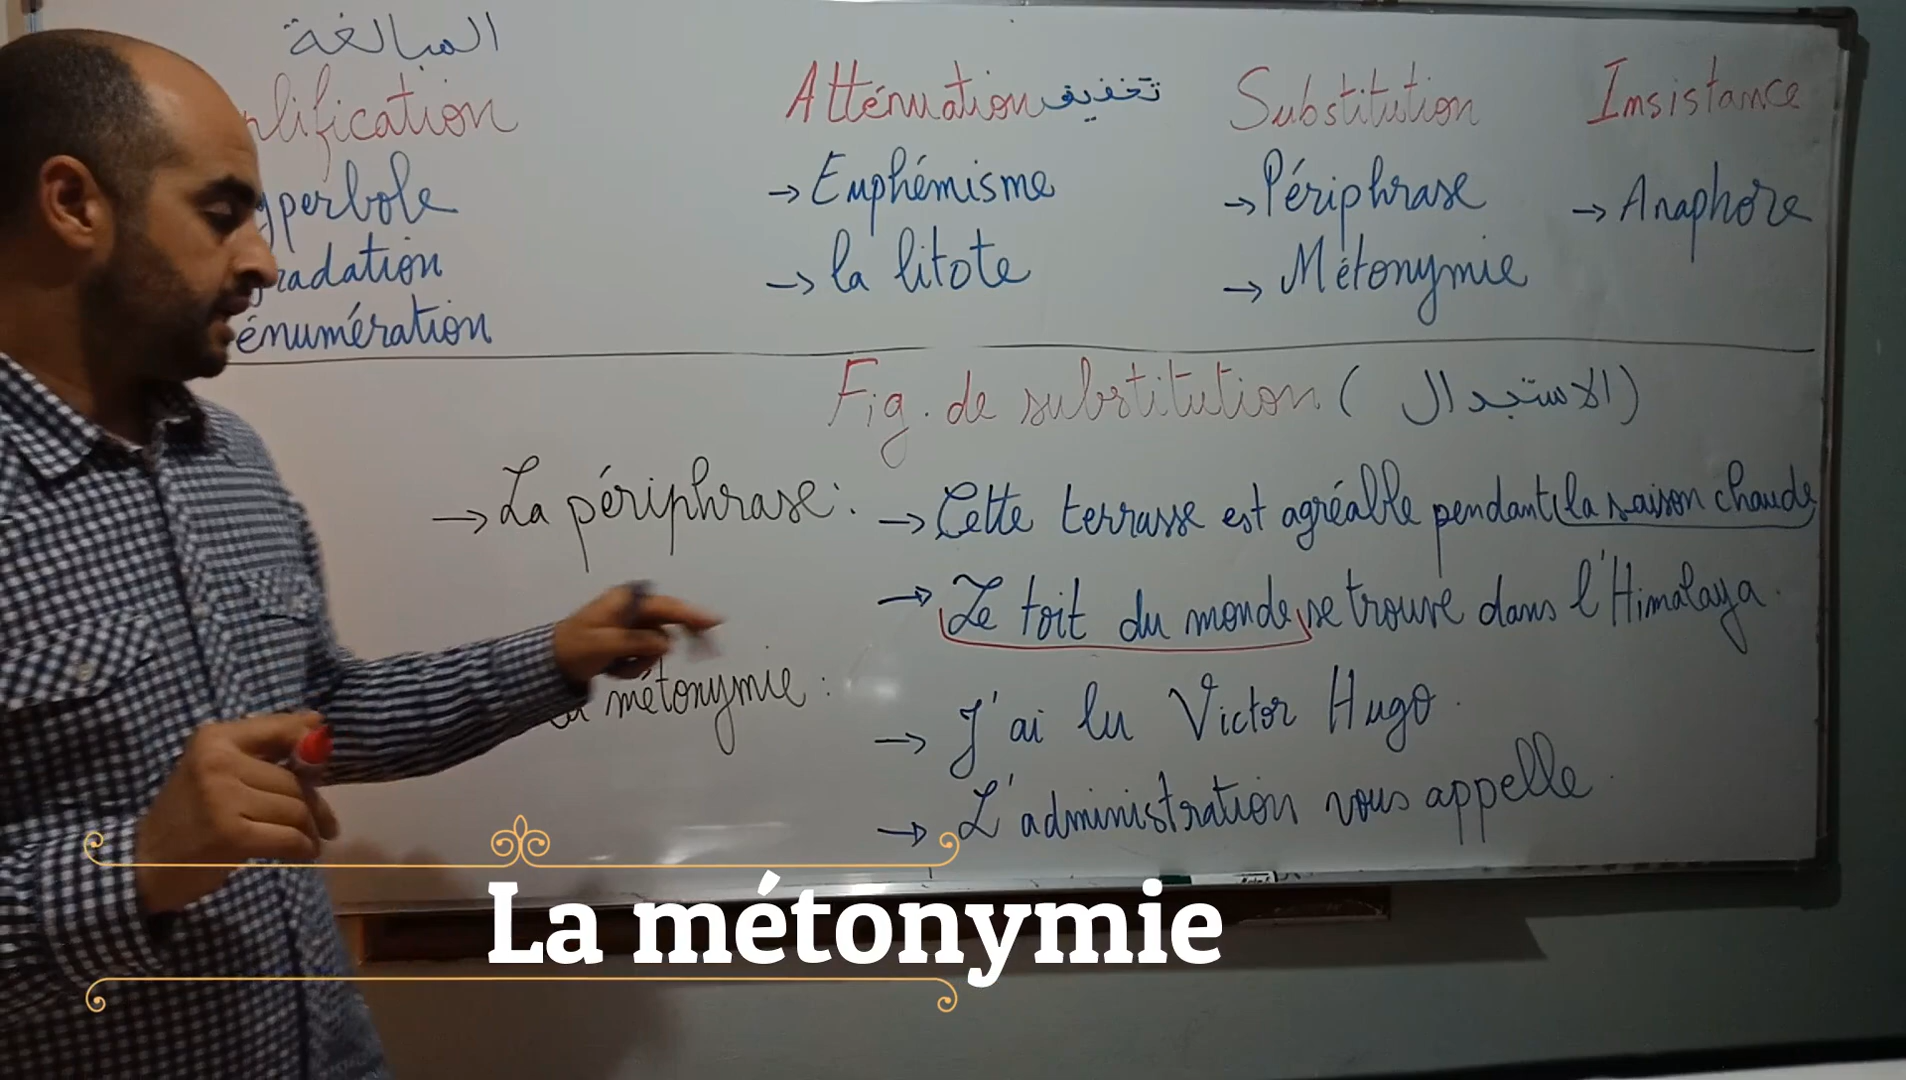 المبالغة
plification
Atténuation تخفيف
Substitution
Insistance
yperbole
radation
énumération
→ Euphémisme
→ la litote
→ Périphrase
→ Métonymie
→ Anaphore
Fig. de substitution ( الاستبدال )
→ La périphrase : → Cette terrasse est agréable pendant la saison chaude
→ Le toit du monde se trouve dans l'Himalaya.
métonymie : → J'ai lu Victor Hugo.
→ L'administration vous appelle.
La métonymie